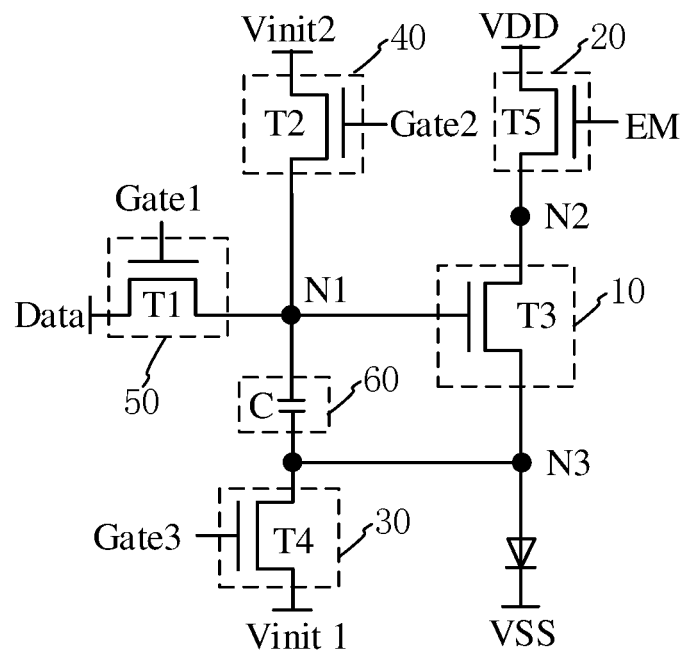 Vinit2
40
VDD
20
T2
Gate2
T5
EM
Gate1
N2
T1
N1
10
Data
T3
50
C
60
N3
Gate3
T4
30
Vinit 1
VSS